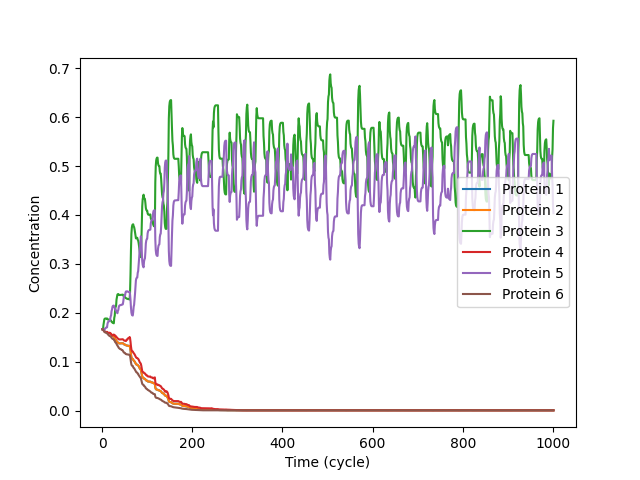 0.7
0.6
0.5
0.4
0.3
0.2
0.1
0.0
Concentration
0
200
400
600
800
1000
Time (cycle)
Protein 1
Protein 2
Protein 3
Protein 4
Protein 5
Protein 6